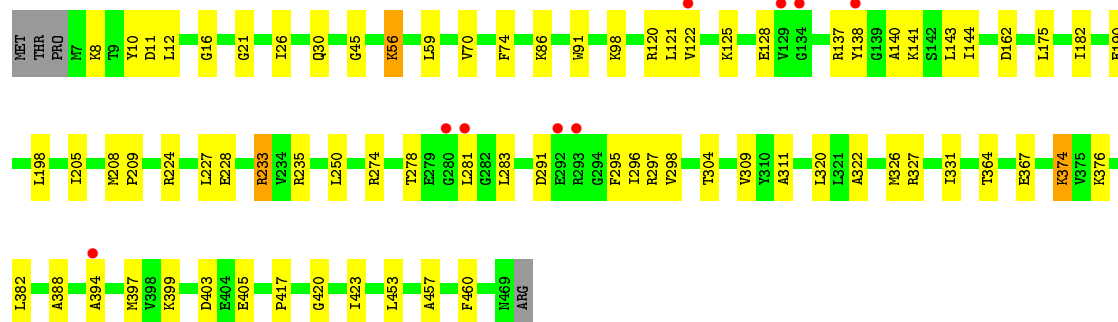 MET THR PRO M7 K8 T9 Y10 D11 L12 G16 G21 I26 Q30 G45 K56 L59 V70 F74 K86 W91 K98 R120 L121 V122 K125 E128 V129 G134 R137 Y138 G139 A140 K141 S142 L143 I144 D162 L175 I182
L198 I205 M208 P209 R224 L227 E228 R233 V234 R235 L250 R274 T278 E279 G280 L281 G282 L283 D291 E292 R293 G294 F295 I296 R297 V298 T304 V309 Y310 A311 L320 L321 A322 M326 R327 I331 T364 E367 K374 V375 K376
L382 A388 A394 M397 V398 K399 D403 E404 E405 P417 G420 I423 L453 A457 F460 N469 ARG